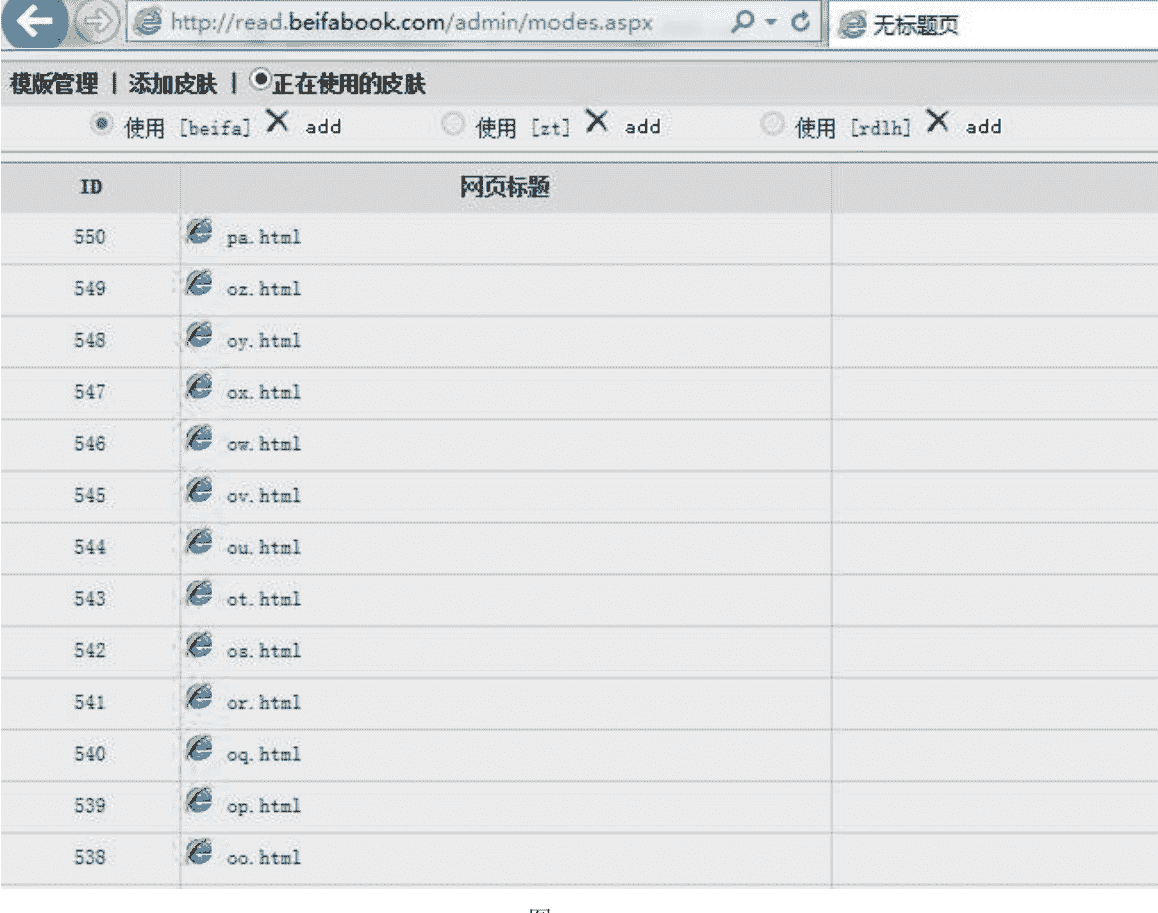 http://read.beifabook.com/admin/modes.aspx 无标题页
模版管理 | 添加皮肤 | 正在使用的皮肤
使用 [beifa] X add 使用 [zt] X add 使用 [rdlh] X add
ID 网页标题
550 pa.html
549 oz.html
548 oy.html
547 ox.html
546 ow.html
545 ov.html
544 ou.html
543 ot.html
542 os.html
541 or.html
540 oq.html
539 op.html
538 oo.html